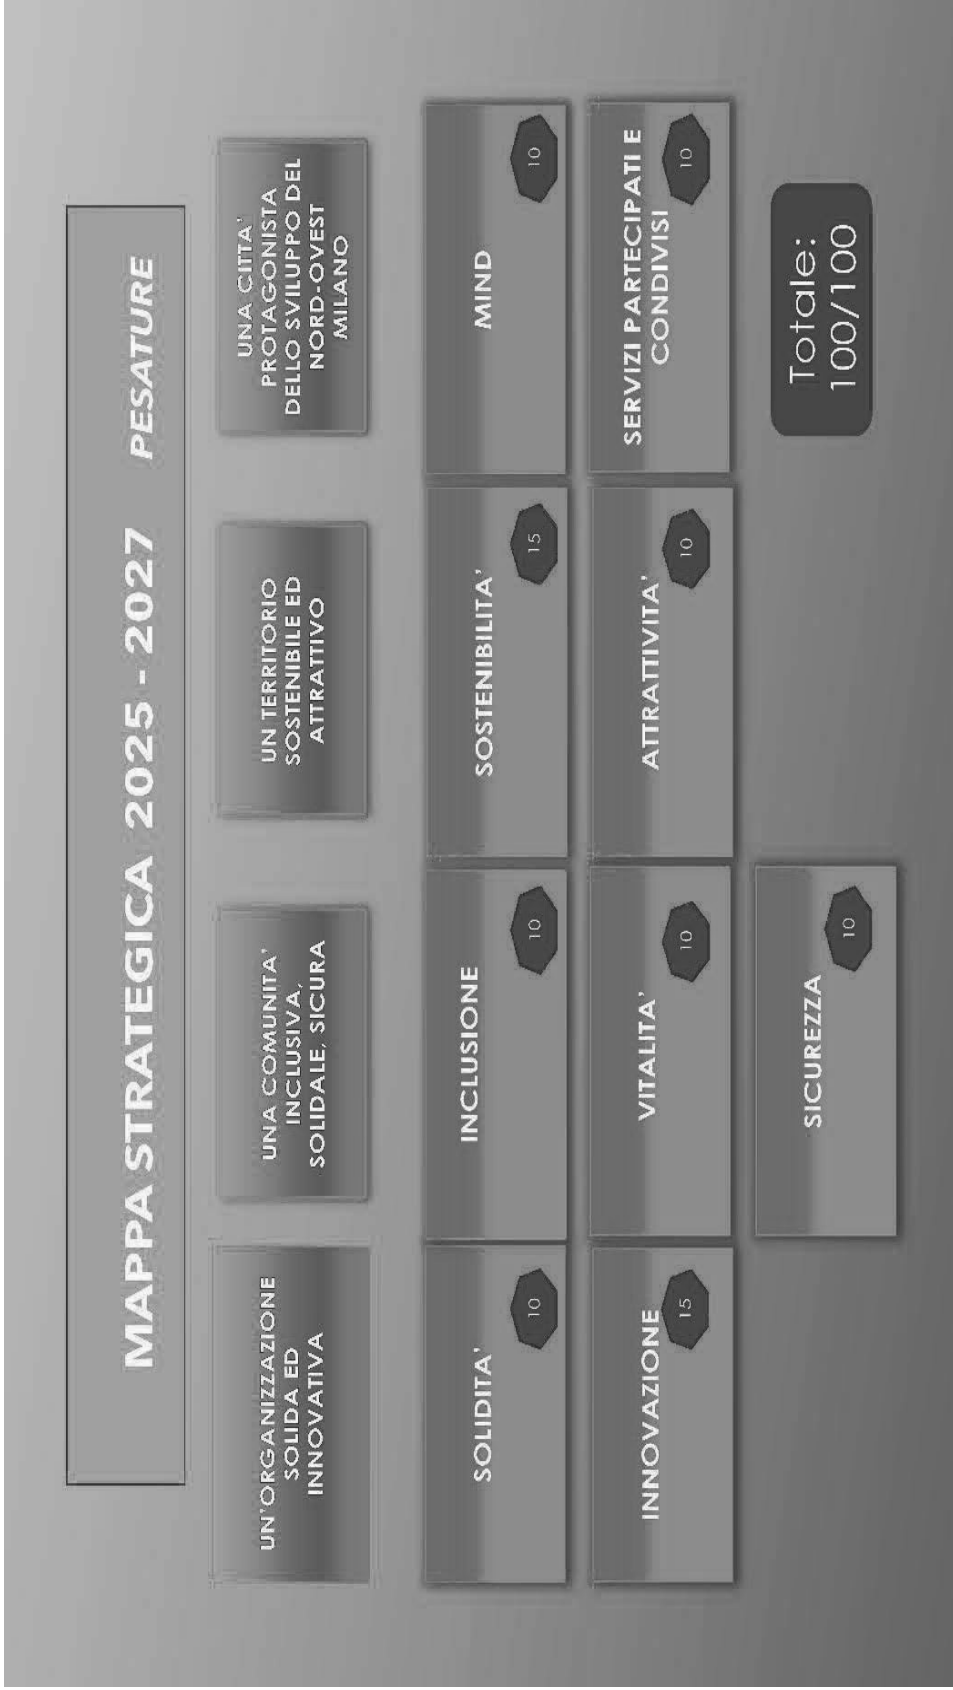 MAPPA STRATEGICA 2025 - 2027 PESATURE
UN'ORGANIZZAZIONE
SOLIDA ED
INNOVATIVA
UNA COMUNITA'
INCLUSIVA,
SOLIDALE, SICURA
UN TERRITORIO
SOSTENIBILE ED
ATTRATTIVO
UNA CITTA'
PROTAGONISTA
DELLO SVILUPPO DEL
NORD-OVEST
MILANO
SOLIDITA'
10
INCLUSIONE
10
SOSTENIBILITA'
15
MIND
10
INNOVAZIONE
15
VITALITA'
10
ATTRATTIVITA'
10
SERVIZI PARTECIPATI E
CONDIVISI
10
SICUREZZA
10
Totale:
100/100